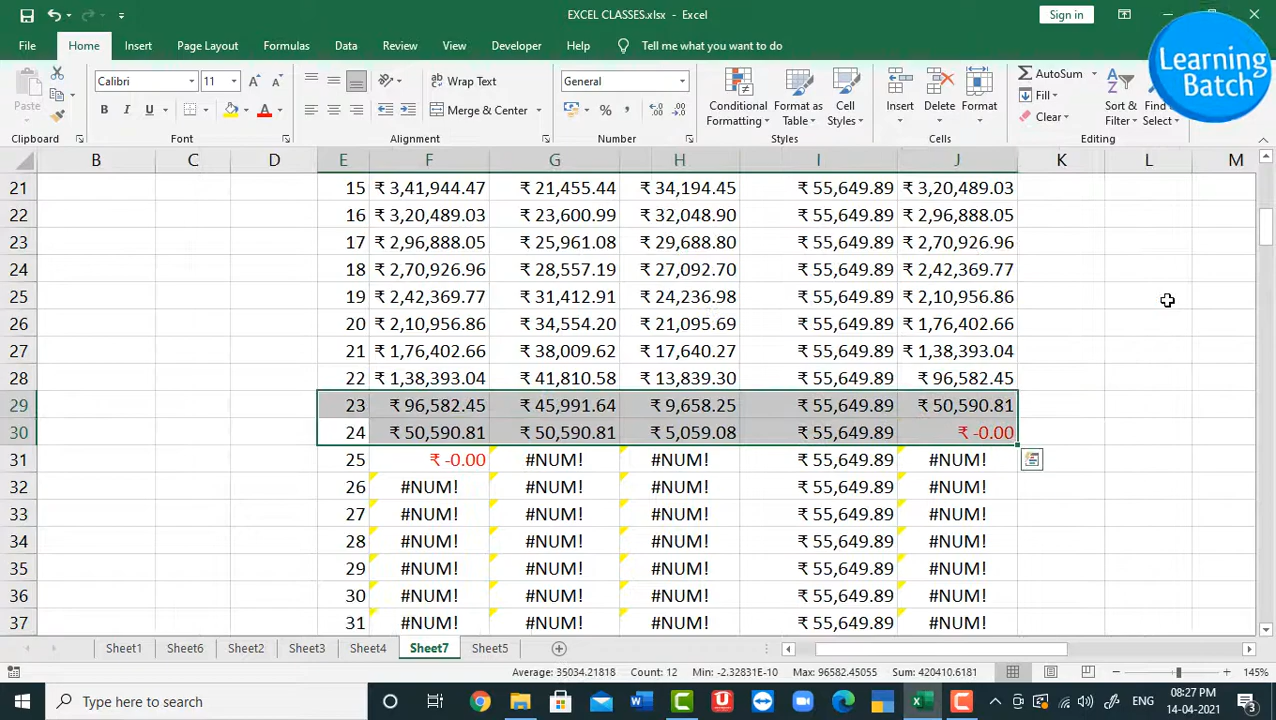 EXCEL CLASSES.xlsx - Excel
Sign in
File Home Insert Page Layout Formulas Data Review View Developer Help Tell me what you want to do
Learning
Batch
Paste
Calibri 11
B I U
Wrap Text
Merge & Center
General
% ,
Conditional
Formatting
Format as
Table
Cell
Styles
Insert Delete Format
AutoSum
Fill
Clear
Sort &
Filter
Find
Select
Clipboard Font Alignment Number Styles Cells Editing
B C D E F G H I J K L M
21 15 ₹ 3,41,944.47 ₹ 21,455.44 ₹ 34,194.45 ₹ 55,649.89 ₹ 3,20,489.03
22 16 ₹ 3,20,489.03 ₹ 23,600.99 ₹ 32,048.90 ₹ 55,649.89 ₹ 2,96,888.05
23 17 ₹ 2,96,888.05 ₹ 25,961.08 ₹ 29,688.80 ₹ 55,649.89 ₹ 2,70,926.96
24 18 ₹ 2,70,926.96 ₹ 28,557.19 ₹ 27,092.70 ₹ 55,649.89 ₹ 2,42,369.77
25 19 ₹ 2,42,369.77 ₹ 31,412.91 ₹ 24,236.98 ₹ 55,649.89 ₹ 2,10,956.86
26 20 ₹ 2,10,956.86 ₹ 34,554.20 ₹ 21,095.69 ₹ 55,649.89 ₹ 1,76,402.66
27 21 ₹ 1,76,402.66 ₹ 38,009.62 ₹ 17,640.27 ₹ 55,649.89 ₹ 1,38,393.04
28 22 ₹ 1,38,393.04 ₹ 41,810.58 ₹ 13,839.30 ₹ 55,649.89 ₹ 96,582.45
29 23 ₹ 96,582.45 ₹ 45,991.64 ₹ 9,658.25 ₹ 55,649.89 ₹ 50,590.81
30 24 ₹ 50,590.81 ₹ 50,590.81 ₹ 5,059.08 ₹ 55,649.89 ₹ -0.00
31 25 ₹ -0.00 #NUM! #NUM! ₹ 55,649.89 #NUM!
32 26 #NUM! #NUM! #NUM! ₹ 55,649.89 #NUM!
33 27 #NUM! #NUM! #NUM! ₹ 55,649.89 #NUM!
34 28 #NUM! #NUM! #NUM! ₹ 55,649.89 #NUM!
35 29 #NUM! #NUM! #NUM! ₹ 55,649.89 #NUM!
36 30 #NUM! #NUM! #NUM! ₹ 55,649.89 #NUM!
37 31 #NUM! #NUM! #NUM! ₹ 55,649.89 #NUM!
Sheet1 Sheet6 Sheet2 Sheet3 Sheet4 Sheet7 Sheet5
Average: 35034.21818 Count: 12 Min: -2.32831E-10 Max: 96582.45055 Sum: 420410.6181 145%
Type here to search
ENG
08:27 PM
14-04-2021
3